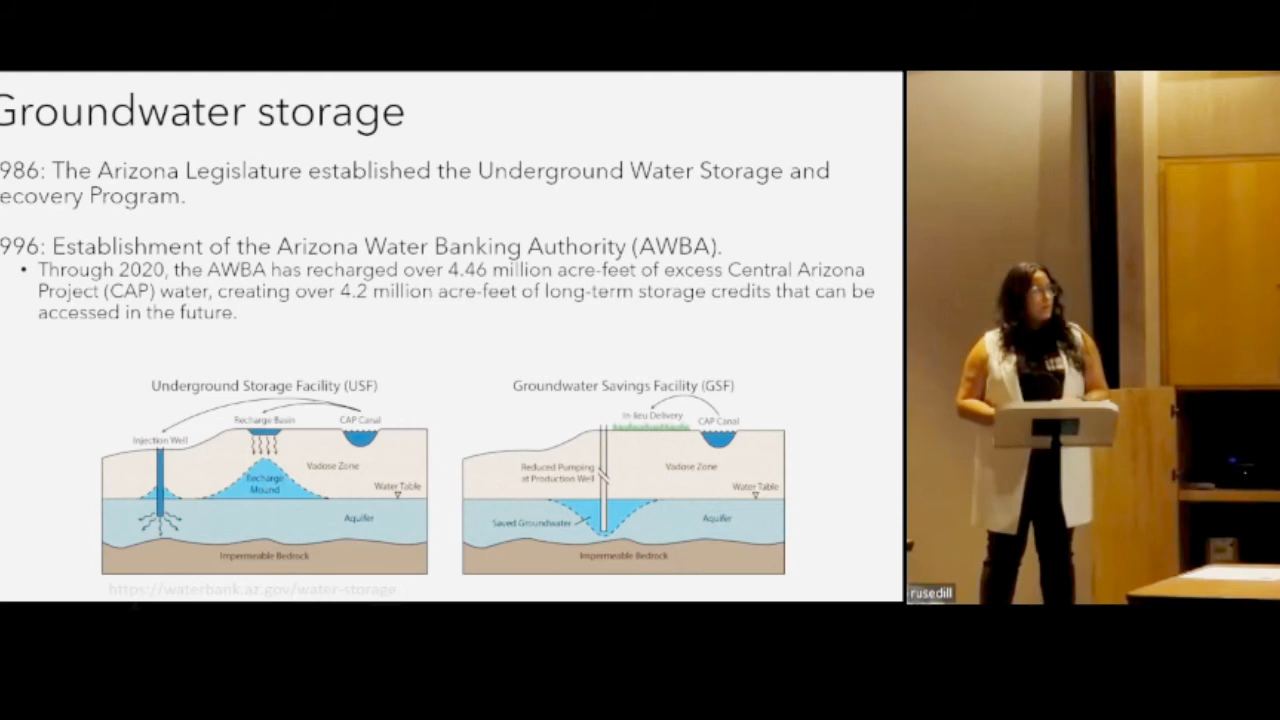 Groundwater storage
986: The Arizona Legislature established the Underground Water Storage and
ecovery Program.
996: Establishment of the Arizona Water Banking Authority (AWBA).
• Through 2020, the AWBA has recharged over 4.46 million acre-feet of excess Central Arizona
Project (CAP) water, creating over 4.2 million acre-feet of long-term storage credits that can be
accessed in the future.
Underground Storage Facility (USF)
Recharge Basin
CAP Canal
Injection Well
Vadose Zone
Recharge
Mound
Water Table
Aquifer
Impermeable Bedrock
Groundwater Savings Facility (GSF)
In-lieu Delivery
CAP Canal
Reduced Pumping
at Production Well
Vadose Zone
Water Table
Saved Groundwater
Aquifer
Impermeable Bedrock
https://waterbank.az.gov/water-storage
rusedill